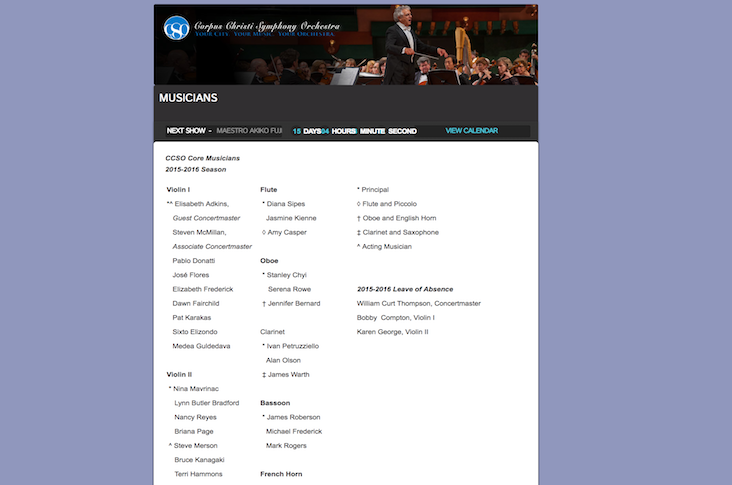 CSO Corpus Christi Symphony Orchestra
YOUR CITY. YOUR MUSIC. YOUR ORCHESTRA.
MUSICIANS
NEXT SHOW - MAESTRO AKIKO FUJI 15 DAYS 04 HOURS MINUTE SECOND VIEW CALENDAR
CCSO Core Musicians
2015-2016 Season
Violin I
*^ Elisabeth Adkins,
Guest Concertmaster
Steven McMillan,
Associate Concertmaster
Pablo Donatti
José Flores
Elizabeth Frederick
Dawn Fairchild
Pat Karakas
Sixto Elizondo
Medea Guldedava
Violin II
* Nina Mavrinac
Lynn Butler Bradford
Nancy Reyes
Briana Page
^ Steve Merson
Bruce Kanagaki
Terri Hammons
Flute
* Diana Sipes
Jasmine Kienne
◊ Amy Casper
Oboe
* Stanley Chyi
Serena Rowe
† Jennifer Bernard
Clarinet
* Ivan Petruzziello
Alan Olson
‡ James Warth
Bassoon
* James Roberson
Michael Frederick
Mark Rogers
French Horn
* Principal
◊ Flute and Piccolo
† Oboe and English Horn
‡ Clarinet and Saxophone
^ Acting Musician
2015-2016 Leave of Absence
William Curt Thompson, Concertmaster
Bobby Compton, Violin I
Karen George, Violin II